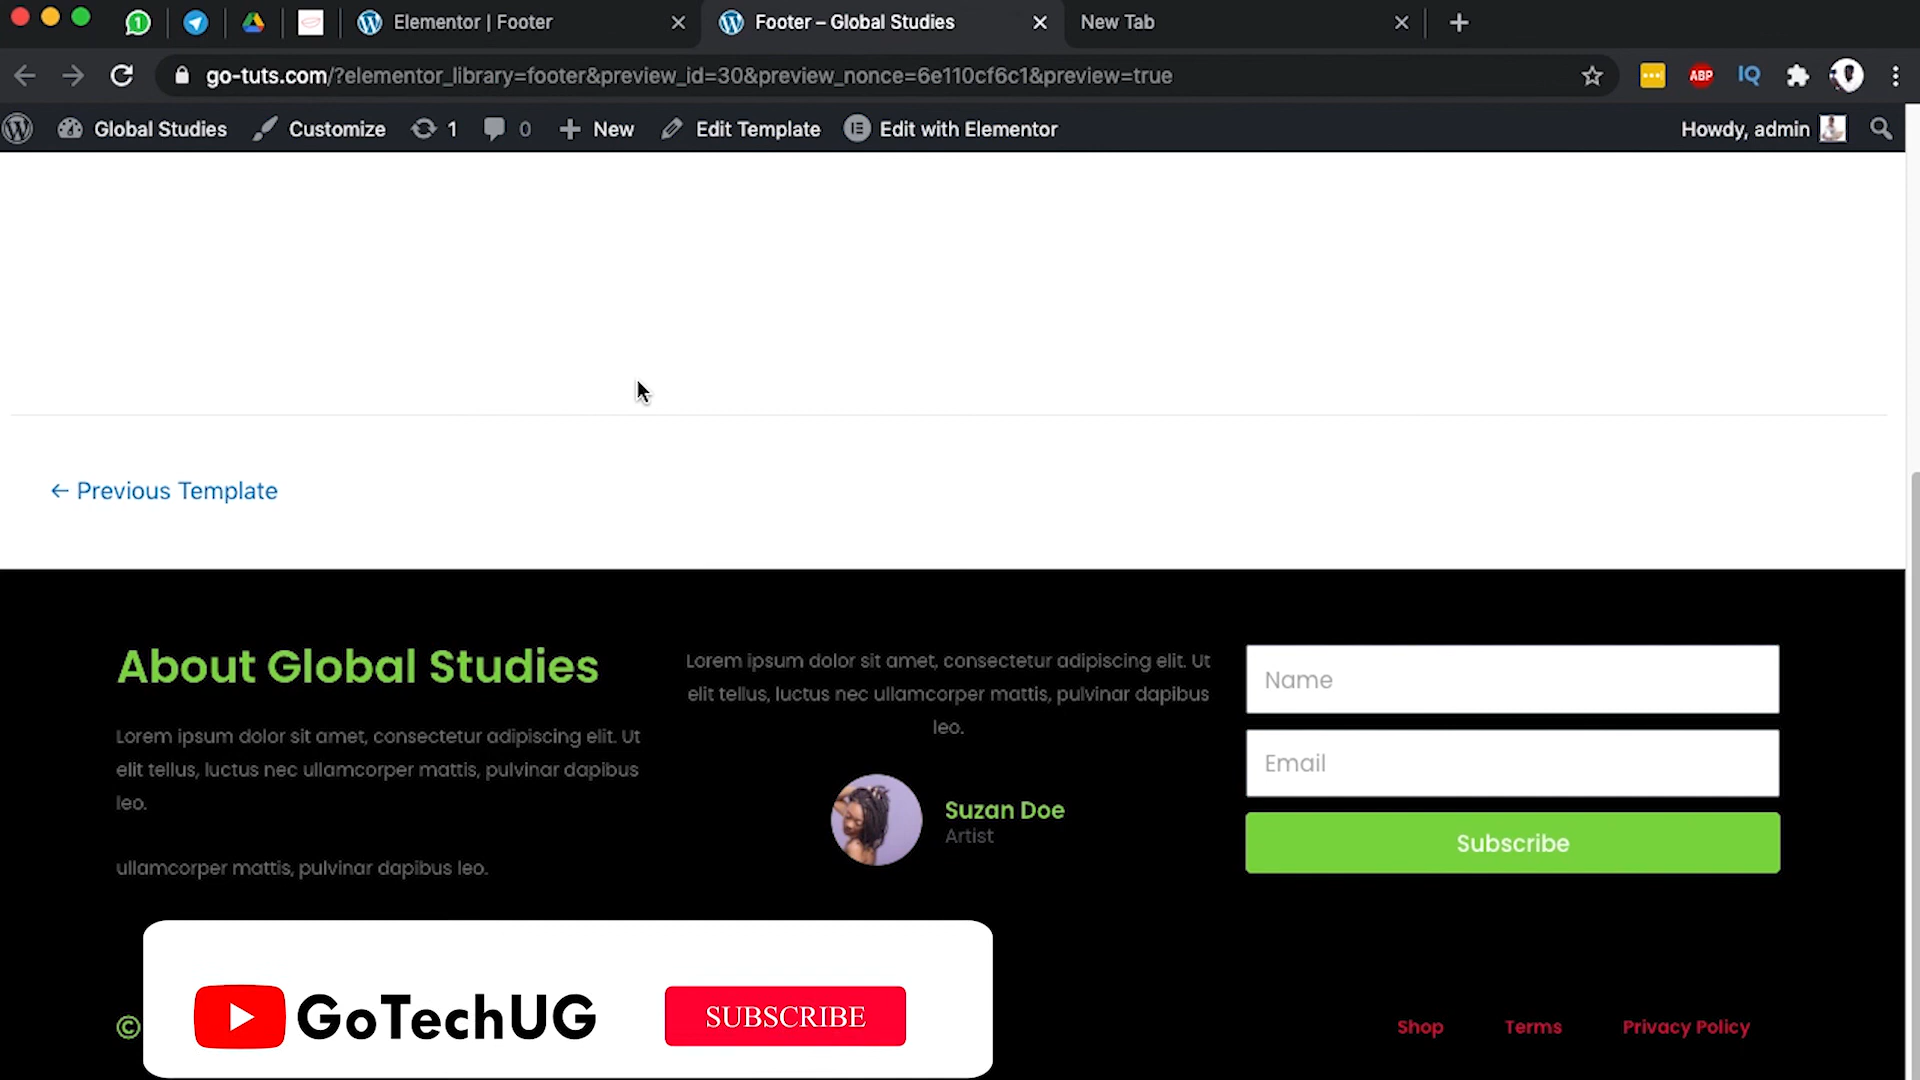 1
Elementor | Footer
Footer – Global Studies
New Tab
go-tuts.com/?elementor_library=footer&preview_id=30&preview_nonce=6e110cf6c1&preview=true
ABP
IQ
Global Studies
Customize
1
0
New
Edit Template
Edit with Elementor
Howdy, admin
← Previous Template
About Global Studies
Lorem ipsum dolor sit amet, consectetur adipiscing elit. Ut
elit tellus, luctus nec ullamcorper mattis, pulvinar dapibus
leo.
ullamcorper mattis, pulvinar dapibus leo.
Lorem ipsum dolor sit amet, consectetur adipiscing elit. Ut
elit tellus, luctus nec ullamcorper mattis, pulvinar dapibus
leo.
Suzan Doe
Artist
Name
Email
Subscribe
©
GoTechUG
SUBSCRIBE
Shop
Terms
Privacy Policy